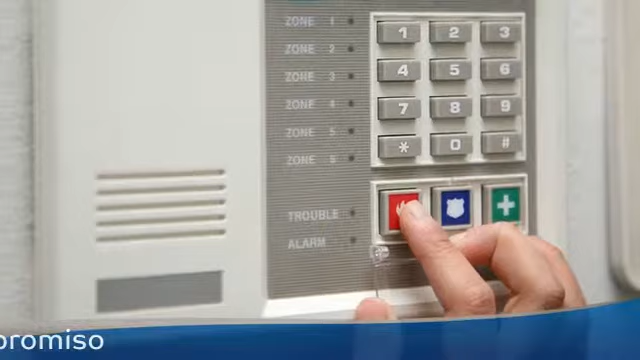 ZONE 1
ZONE 2
ZONE 3
ZONE 4
ZONE 5
ZONE 6
TROUBLE
ALARM
1 2 3
4 5 6
7 8 9
* 0 #
promiso